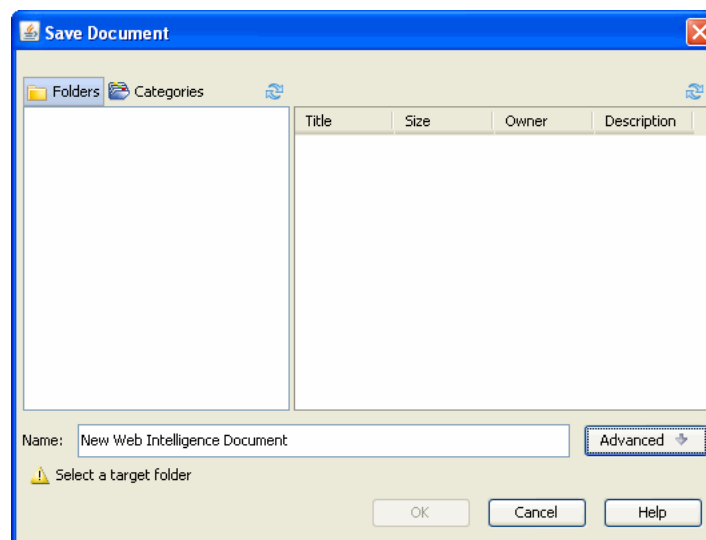 Save Document
Folders Categories
Title Size Owner Description
Name: New Web Intelligence Document Advanced
Select a target folder
OK Cancel Help